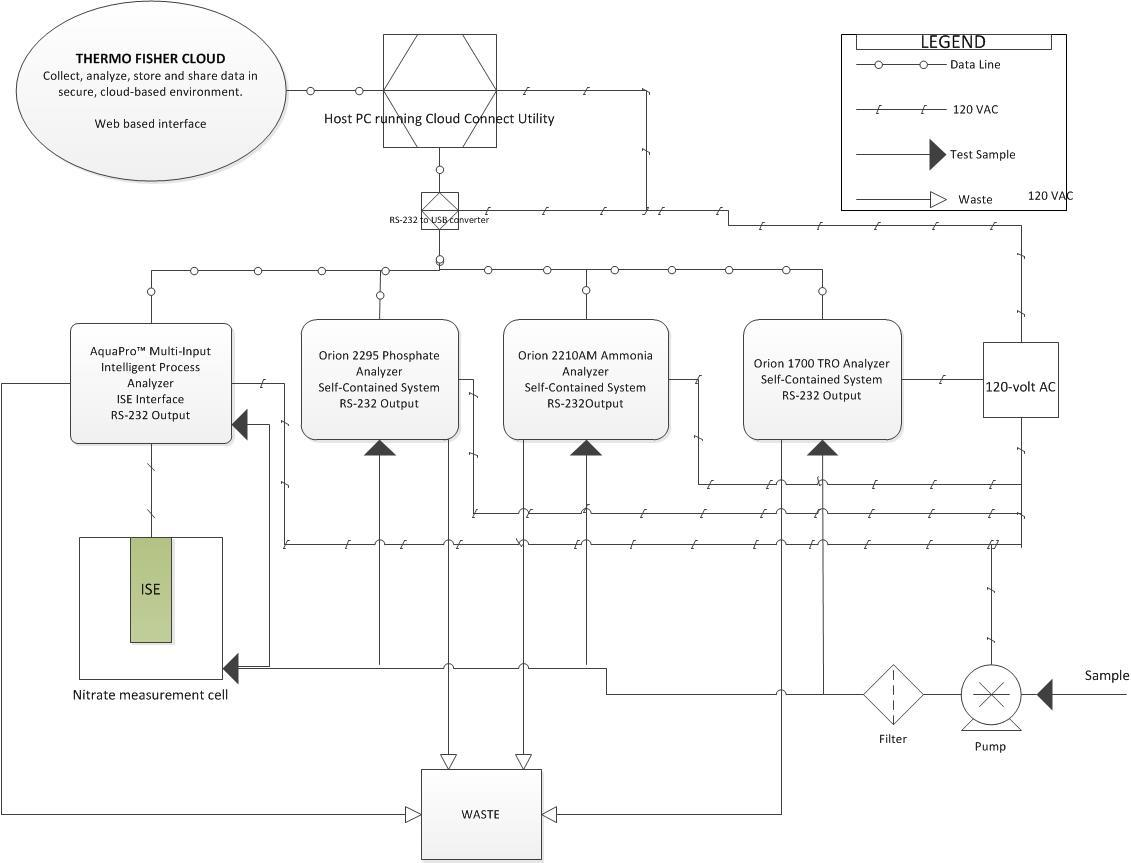 THERMO FISHER CLOUD
Collect, analyze, store and share data in
secure, cloud-based environment.
Web based interface
Host PC running Cloud Connect Utility
RS-232 to USB converter
LEGEND
Data Line
120 VAC
Test Sample
Waste
120 VAC
AquaPro™ Multi-Input
Intelligent Process
Analyzer
ISE Interface
RS-232 Output
Orion 2295 Phosphate
Analyzer
Self-Contained System
RS-232 Output
Orion 2210AM Ammonia
Analyzer
Self-Contained System
RS-232Output
Orion 1700 TRO Analyzer
Self-Contained System
RS-232 Output
120-volt AC
ISE
Nitrate measurement cell
Filter
Pump
Sample
WASTE